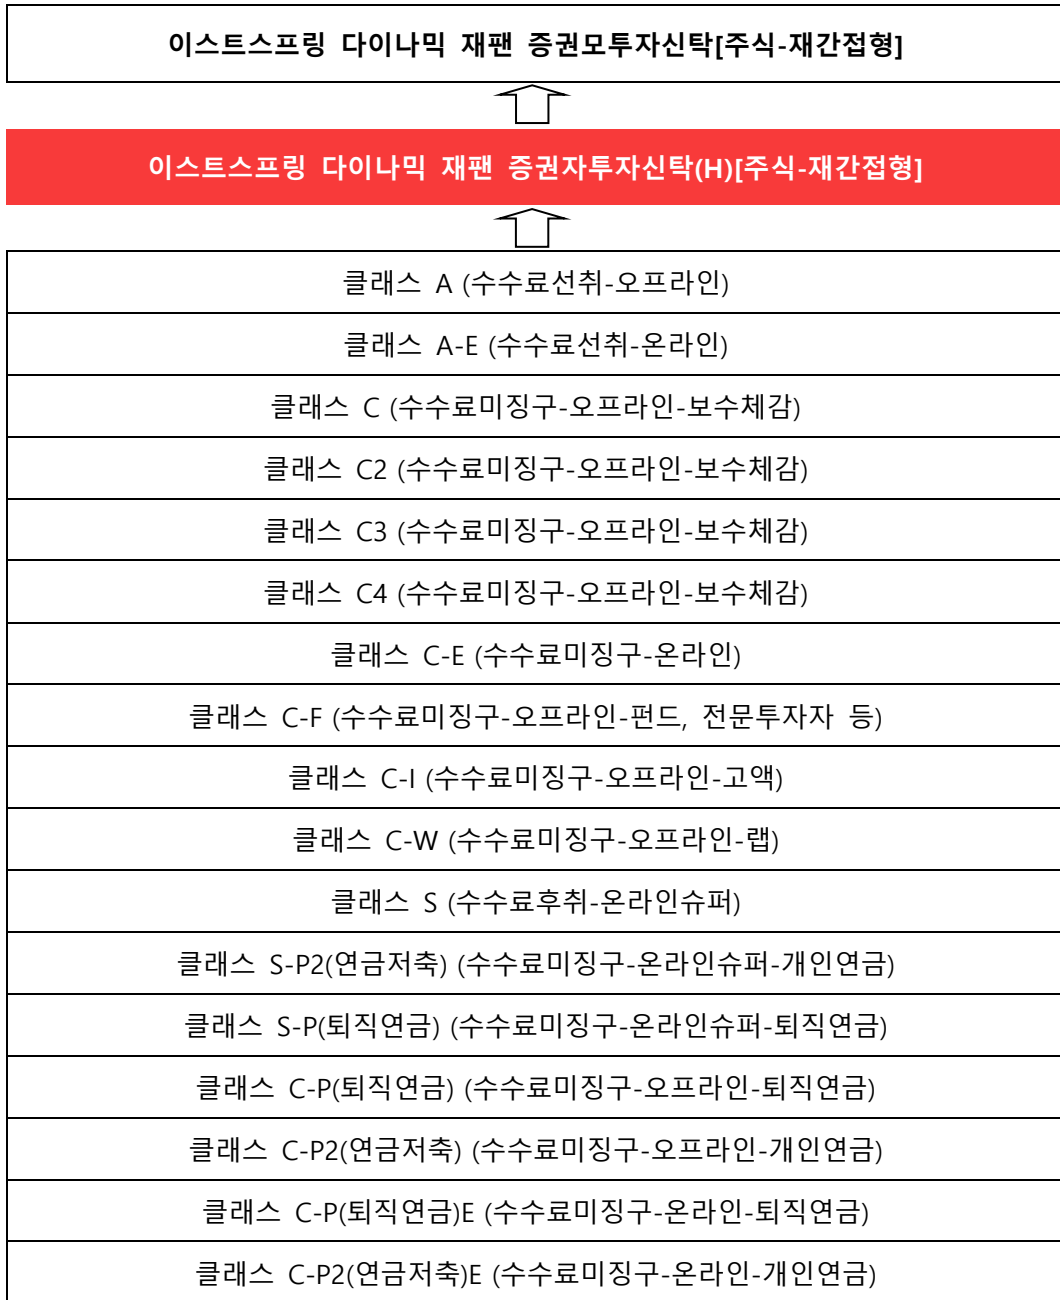 이스트스프링 다이나믹 재팬 증권모투자신탁[주식-재간접형]
이스트스프링 다이나믹 재팬 증권자투자신탁(H)[주식-재간접형]
클래스 A (수수료선취-오프라인)
클래스 A-E (수수료선취-온라인)
클래스 C (수수료미징구-오프라인-보수체감)
클래스 C2 (수수료미징구-오프라인-보수체감)
클래스 C3 (수수료미징구-오프라인-보수체감)
클래스 C4 (수수료미징구-오프라인-보수체감)
클래스 C-E (수수료미징구-온라인)
클래스 C-F (수수료미징구-오프라인-펀드, 전문투자자 등)
클래스 C-I (수수료미징구-오프라인-고액)
클래스 C-W (수수료미징구-오프라인-랩)
클래스 S (수수료후취-온라인슈퍼)
클래스 S-P2(연금저축) (수수료미징구-온라인슈퍼-개인연금)
클래스 S-P(퇴직연금) (수수료미징구-온라인슈퍼-퇴직연금)
클래스 C-P(퇴직연금) (수수료미징구-오프라인-퇴직연금)
클래스 C-P2(연금저축) (수수료미징구-오프라인-개인연금)
클래스 C-P(퇴직연금)E (수수료미징구-온라인-퇴직연금)
클래스 C-P2(연금저축)E (수수료미징구-온라인-개인연금)